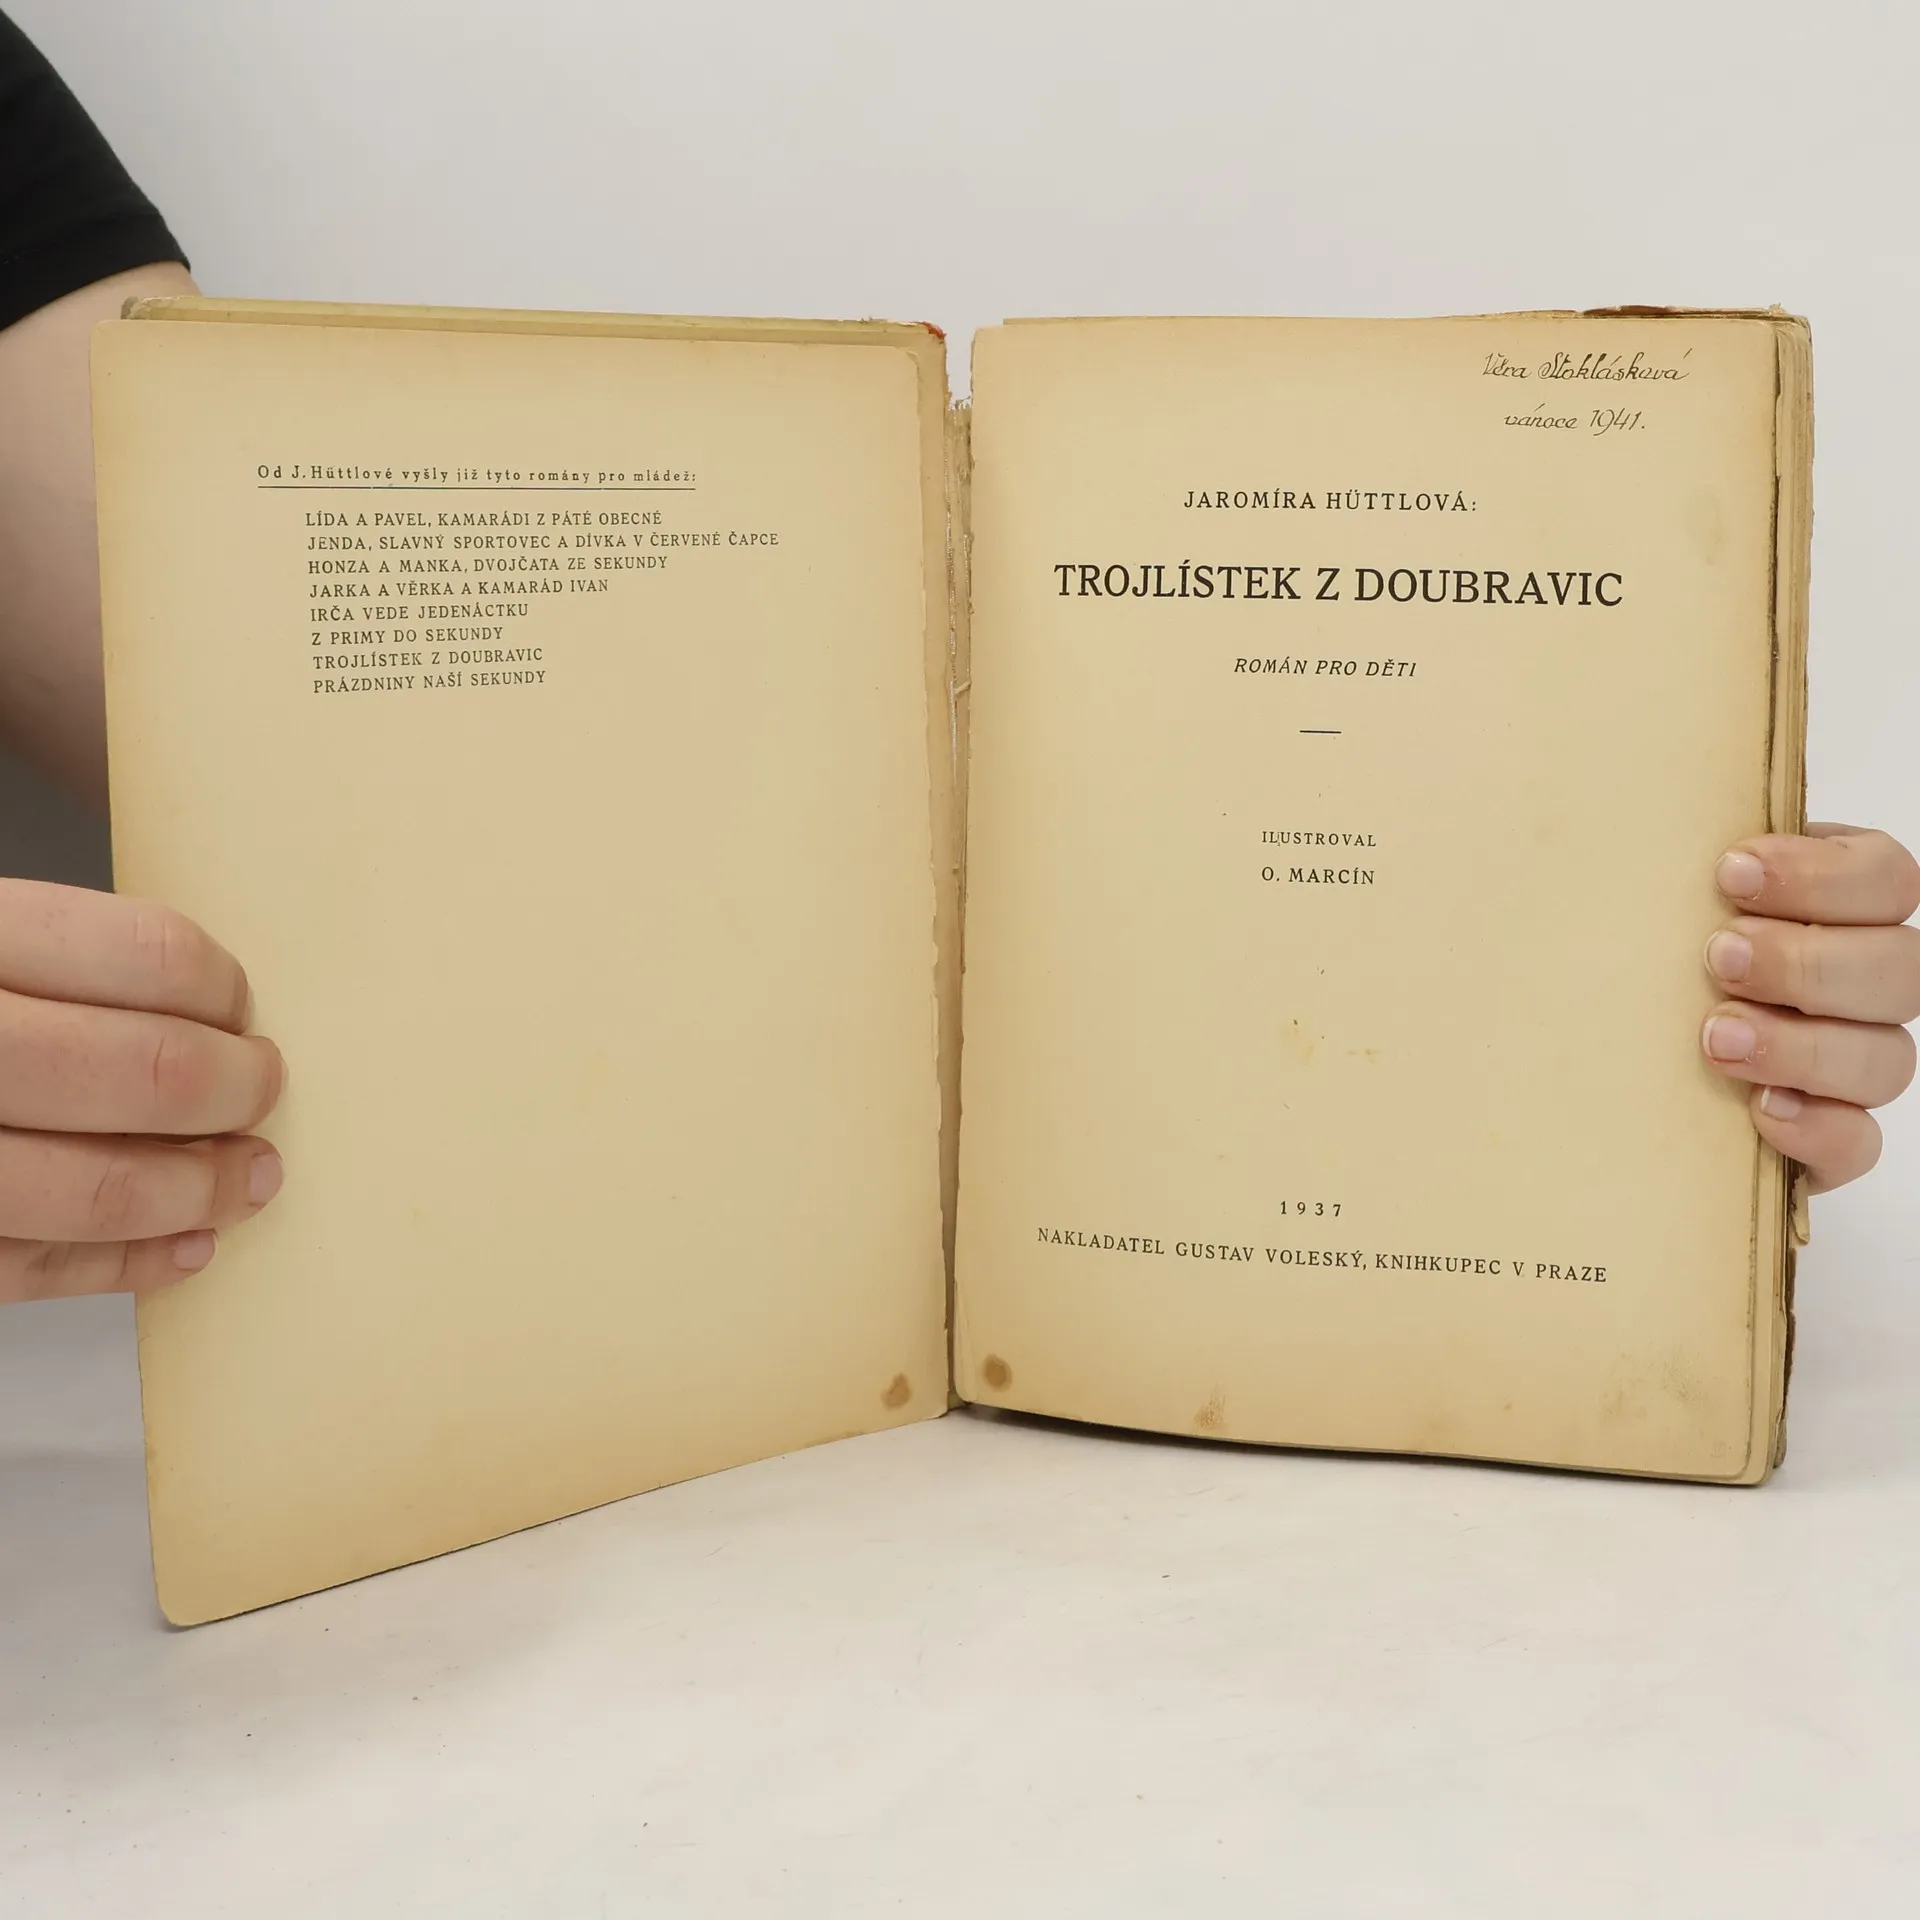 Od J. Hüttlové vyšly již tyto romány pro mládež:
LÍDA A PAVEL, KAMARÁDI Z PÁTÉ OBECNÉ
JENDA, SLAVNÝ SPORTOVEC A DÍVKA V ČERVENÉ ČAPCE
HONZA A MANKA, DVOJČATA ZE SEKUNDY
JARKA A VĚRKA A KAMARÁD IVAN
IRČA VEDE JEDENÁCTKU
Z PRIMY DO SEKUNDY
TROJLÍSTEK Z DOUBRAVIC
PRÁZDNINY NAŠÍ SEKUNDY
Věra Stoklásková
vánoce 1941.
JAROMÍRA HÜTTLOVÁ:
TROJLÍSTEK Z DOUBRAVIC
ROMÁN PRO DĚTI
ILUSTROVAL
O. MARCÍN
1937
NAKLADATEL GUSTAV VOLESKÝ, KNIHKUPEC V PRAZE